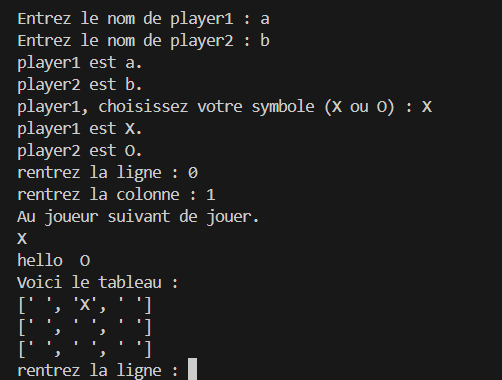 Entrez le nom de player1 : a
Entrez le nom de player2 : b
player1 est a.
player2 est b.
player1, choisissez votre symbole (X ou O) : X
player1 est X.
player2 est O.
rentrez la ligne : 0
rentrez la colonne : 1
Au joueur suivant de jouer.
X
hello  O
Voici le tableau :
[' ', 'X', ' ']
[' ', ' ', ' ']
[' ', ' ', ' ']
rentrez la ligne :